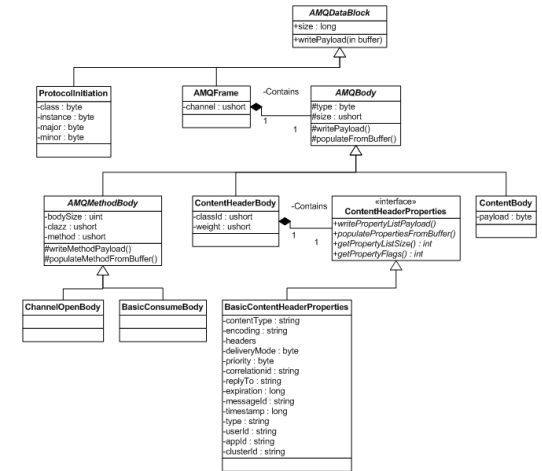 AMQDataBlock
+size : long
+writePayload(in buffer)
ProtocolInitiation
-class : byte
-instance : byte
-major : byte
-minor : byte
AMQFrame
-channel : ushort
-Contains
1
1
AMQBody
#type : byte
#size : ushort
#writePayload()
#populateFromBuffer()
AMQMethodBody
-bodySize : uint
-clazz : ushort
-method : ushort
#writeMethodPayload()
#populateMethodFromBuffer()
ContentHeaderBody
-classId : ushort
-weight : ushort
-Contains
1
1
«interface»
ContentHeaderProperties
+writePropertyListPayload()
+populatePropertiesFromBuffer()
+getPropertyListSize() : int
+getPropertyFlags() : int
ContentBody
-payload : byte
ChannelOpenBody
BasicConsumeBody
BasicContentHeaderProperties
-contentType : string
-encoding : string
-headers
-deliveryMode : byte
-priority : byte
-correlationid : string
-replyTo : string
-expiration : long
-messageId : string
-timestamp : long
-type : string
-userId : string
-appId : string
-clusterId : string